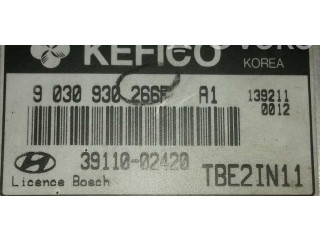 KEFICO
KOREA
9 030 930 266F A1
139211
0012
39110-02420
Licence Bosch
TBE2IN11